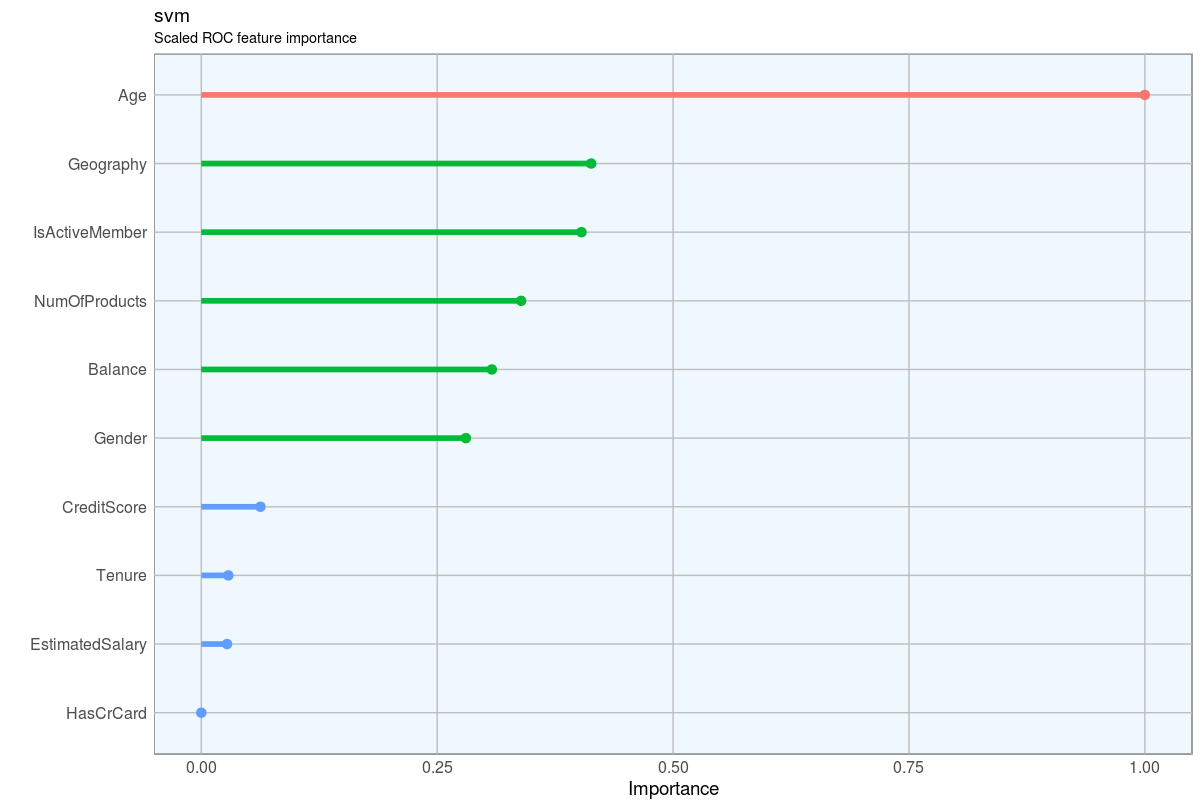 svm
Scaled ROC feature importance
Age
Geography
IsActiveMember
NumOfProducts
Balance
Gender
CreditScore
Tenure
EstimatedSalary
HasCrCard
0.00 0.25 0.50 0.75 1.00
Importance